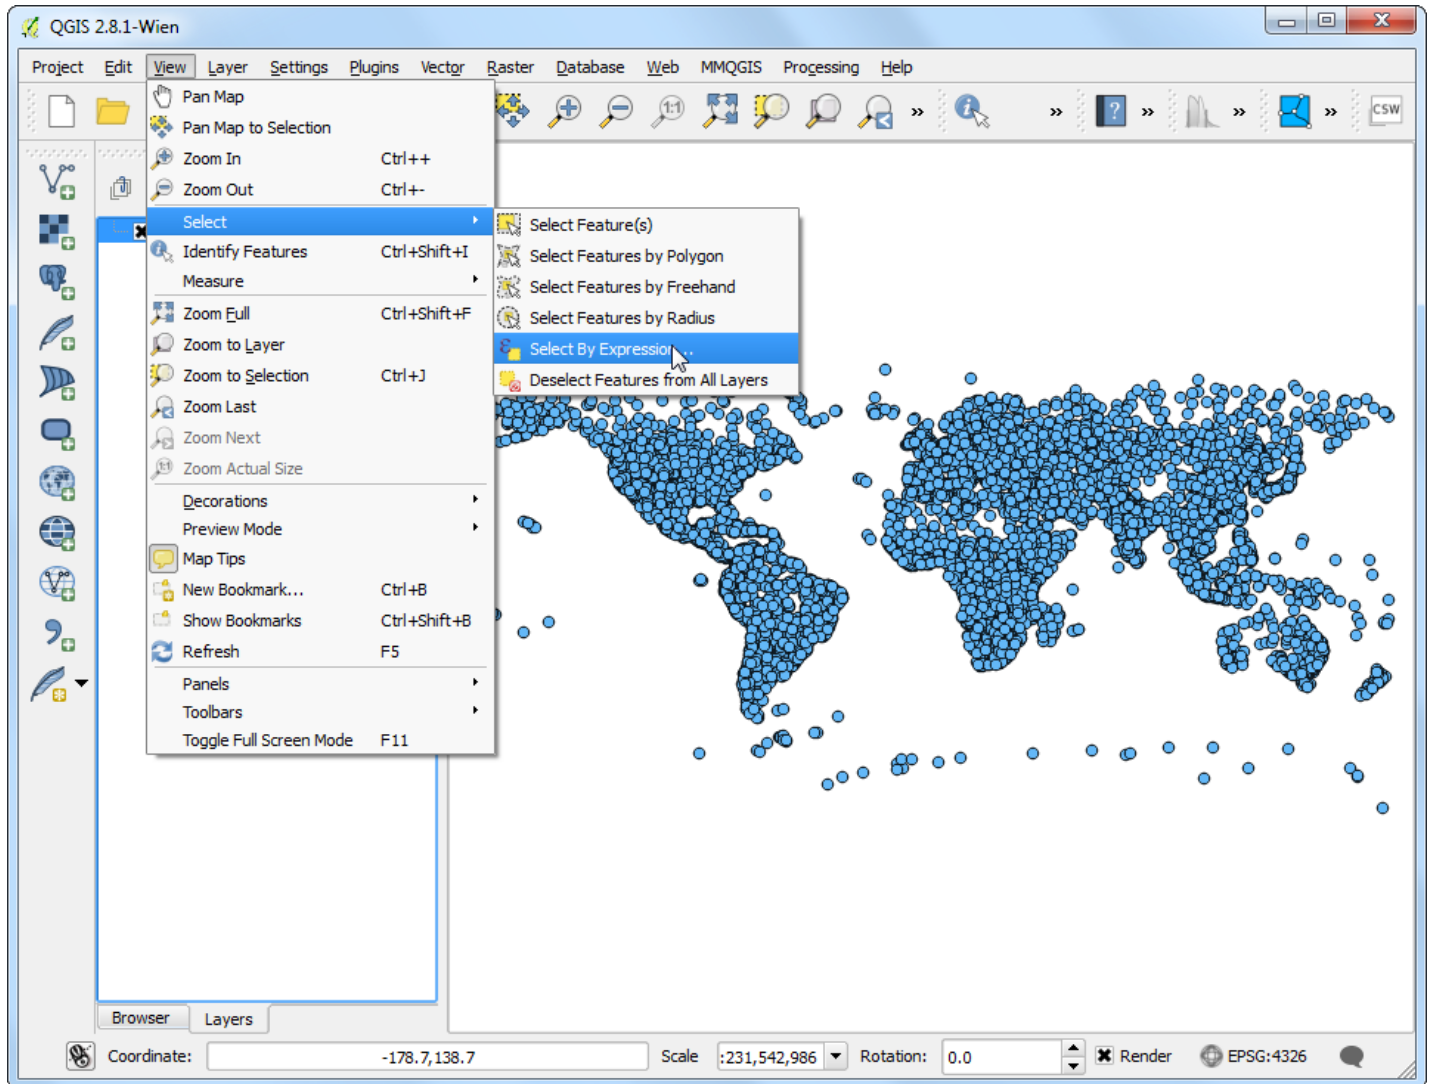 QGIS 2.8.1-Wien
Project Edit View Layer Settings Plugins Vector Raster Database Web MMQGIS Processing Help
Pan Map
Pan Map to Selection
Zoom In Ctrl++
Zoom Out Ctrl+-
Select
Identify Features Ctrl+Shift+I
Measure
Zoom Full Ctrl+Shift+F
Zoom to Layer
Zoom to Selection Ctrl+J
Zoom Last
Zoom Next
Zoom Actual Size
Decorations
Preview Mode
Map Tips
New Bookmark... Ctrl+B
Show Bookmarks Ctrl+Shift+B
Refresh F5
Panels
Toolbars
Toggle Full Screen Mode F11
Select Feature(s)
Select Features by Polygon
Select Features by Freehand
Select Features by Radius
Select By Expression...
Deselect Features from All Layers
1:1
CSW
Browser Layers
Coordinate: -178.7,138.7 Scale :231,542,986 Rotation: 0.0 Render EPSG:4326